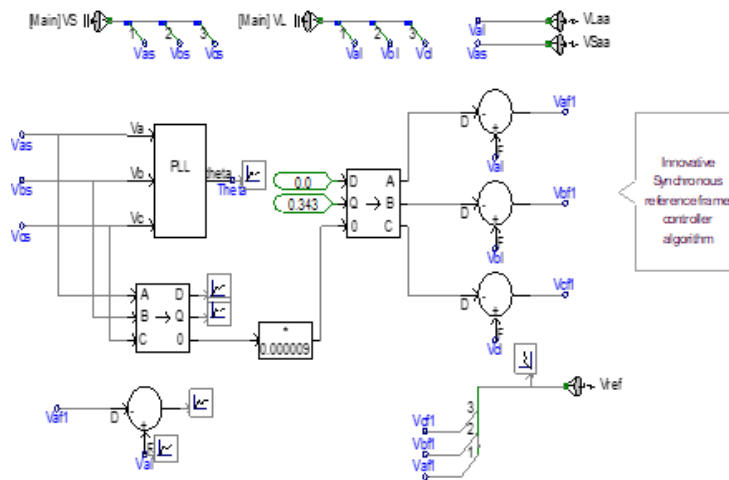 [Main] VS
1 2 3
Vas Vbs Vcs
[Main] VL
1 2 3
Val Vbl Vcl
Val
Vas
VLaa
VSaa
Vas
Vbs
Vcs
Va
Vb
Vc
PLL
theta
Theta
A D
B Q
C 0
*
0.000009
0.0
0.343
D A
Q B
0 C
D - + F
Val
Vaf1
D - + F
Vbl
Vbf1
D - + F
Vcl
Vcf1
Innovative
Synchronous
reference frame
controller
algorithm
Vaf1
D - + F
Val
Vref
3
2
1
Vcf1
Vbf1
Vaf1